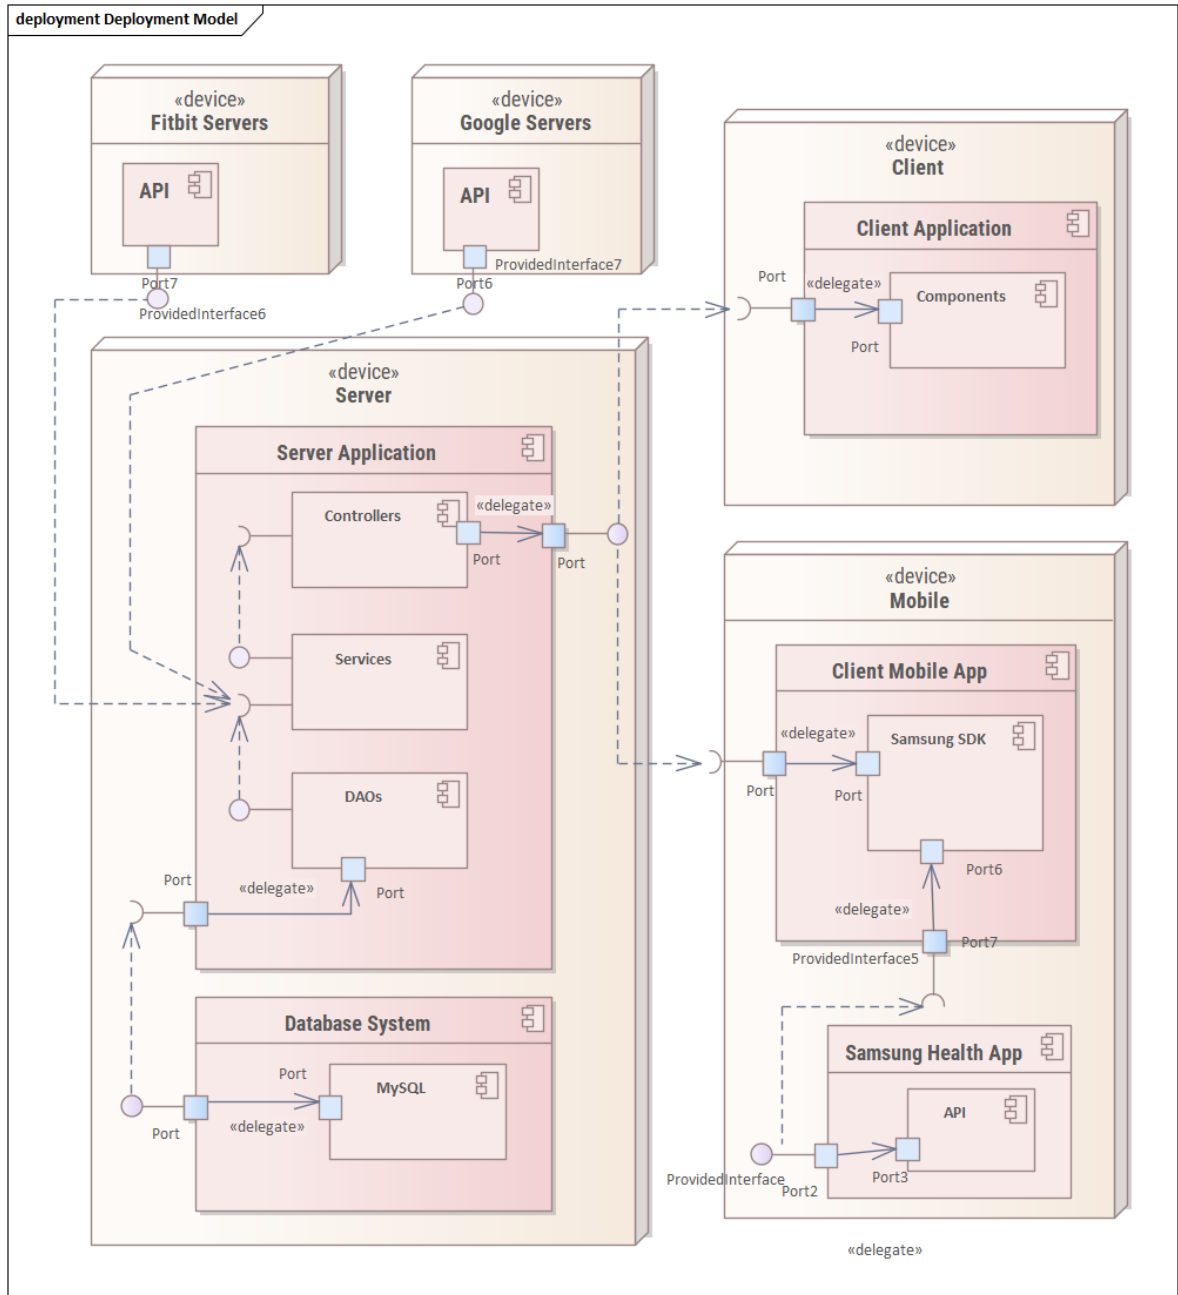 deployment Deployment Model
«device»
Fitbit Servers
API
Port7
ProvidedInterface6
«device»
Google Servers
API
ProvidedInterface7
Port6
«device»
Client
Client Application
Port
«delegate»
Components
Port
«device»
Server
Server Application
Controllers
«delegate»
Port
Port
Services
DAOs
Port
«delegate»
Port
Database System
Port
MySQL
«delegate»
Port
«device»
Mobile
Client Mobile App
«delegate»
Samsung SDK
Port
Port
Port6
«delegate»
Port7
ProvidedInterface5
Samsung Health App
API
ProvidedInterface
Port2
Port3
«delegate»